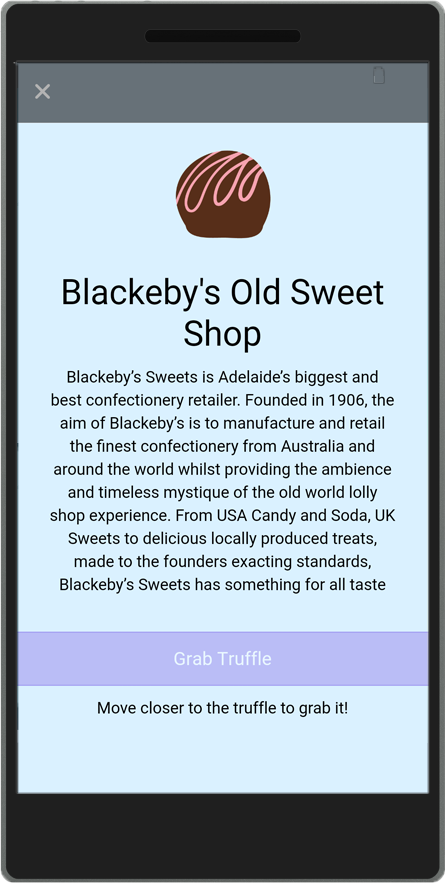 Blackeby's Old Sweet
Shop
Blackeby’s Sweets is Adelaide’s biggest and
best confectionery retailer. Founded in 1906, the
aim of Blackeby’s is to manufacture and retail
the finest confectionery from Australia and
around the world whilst providing the ambience
and timeless mystique of the old world lolly
shop experience. From USA Candy and Soda, UK
Sweets to delicious locally produced treats,
made to the founders exacting standards,
Blackeby’s Sweets has something for all taste
Grab Truffle
Move closer to the truffle to grab it!